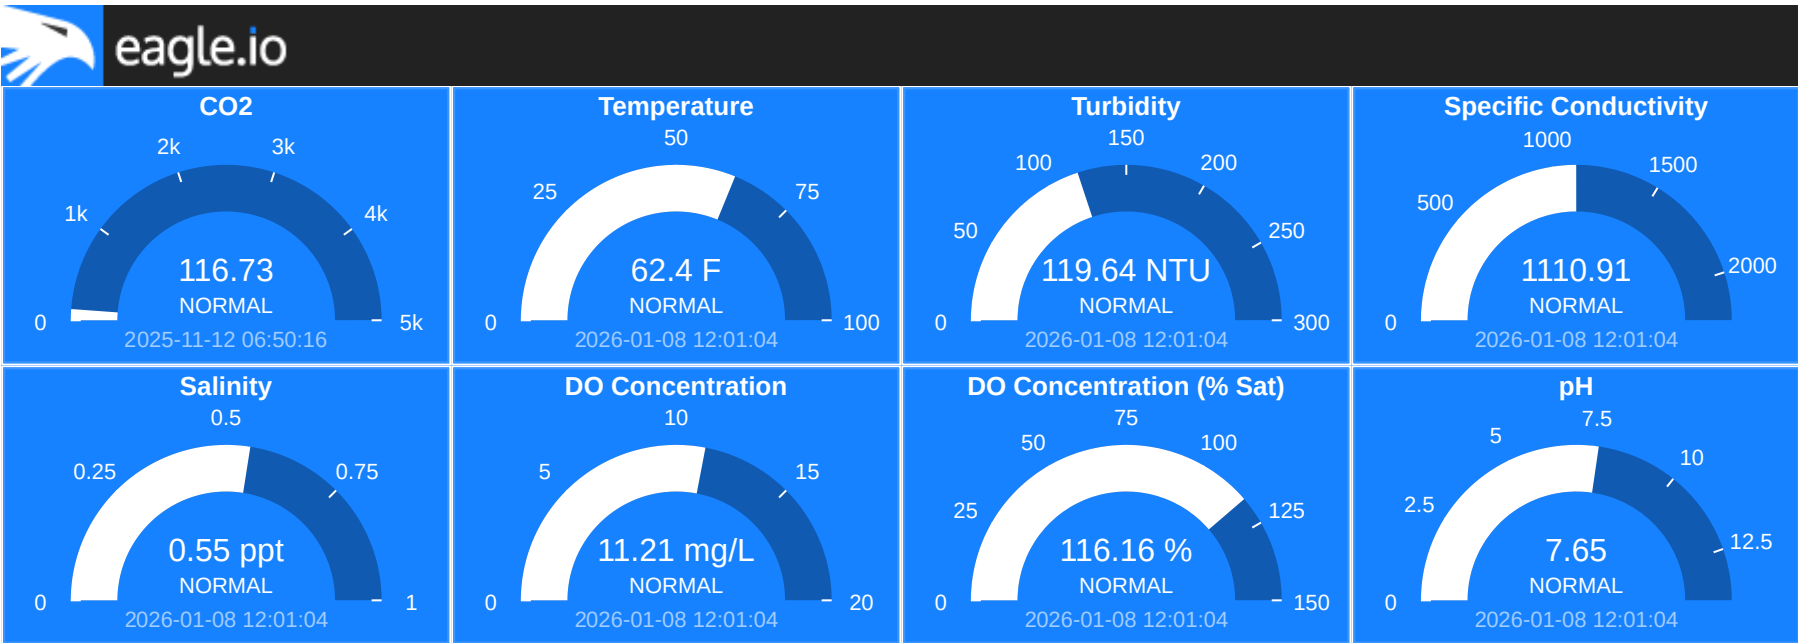 eagle.io
CO2
0
1k
2k
3k
4k
5k
116.73
NORMAL
2025-11-12 06:50:16
Temperature
0
25
50
75
100
62.4 F
NORMAL
2026-01-08 12:01:04
Turbidity
0
50
100
150
200
250
300
119.64 NTU
NORMAL
2026-01-08 12:01:04
Specific Conductivity
0
500
1000
1500
2000
1110.91
NORMAL
2026-01-08 12:01:04
Salinity
0
0.25
0.5
0.75
1
0.55 ppt
NORMAL
2026-01-08 12:01:04
DO Concentration
0
5
10
15
20
11.21 mg/L
NORMAL
2026-01-08 12:01:04
DO Concentration (% Sat)
0
25
50
75
100
125
150
116.16 %
NORMAL
2026-01-08 12:01:04
pH
0
2.5
5
7.5
10
12.5
7.65
NORMAL
2026-01-08 12:01:04